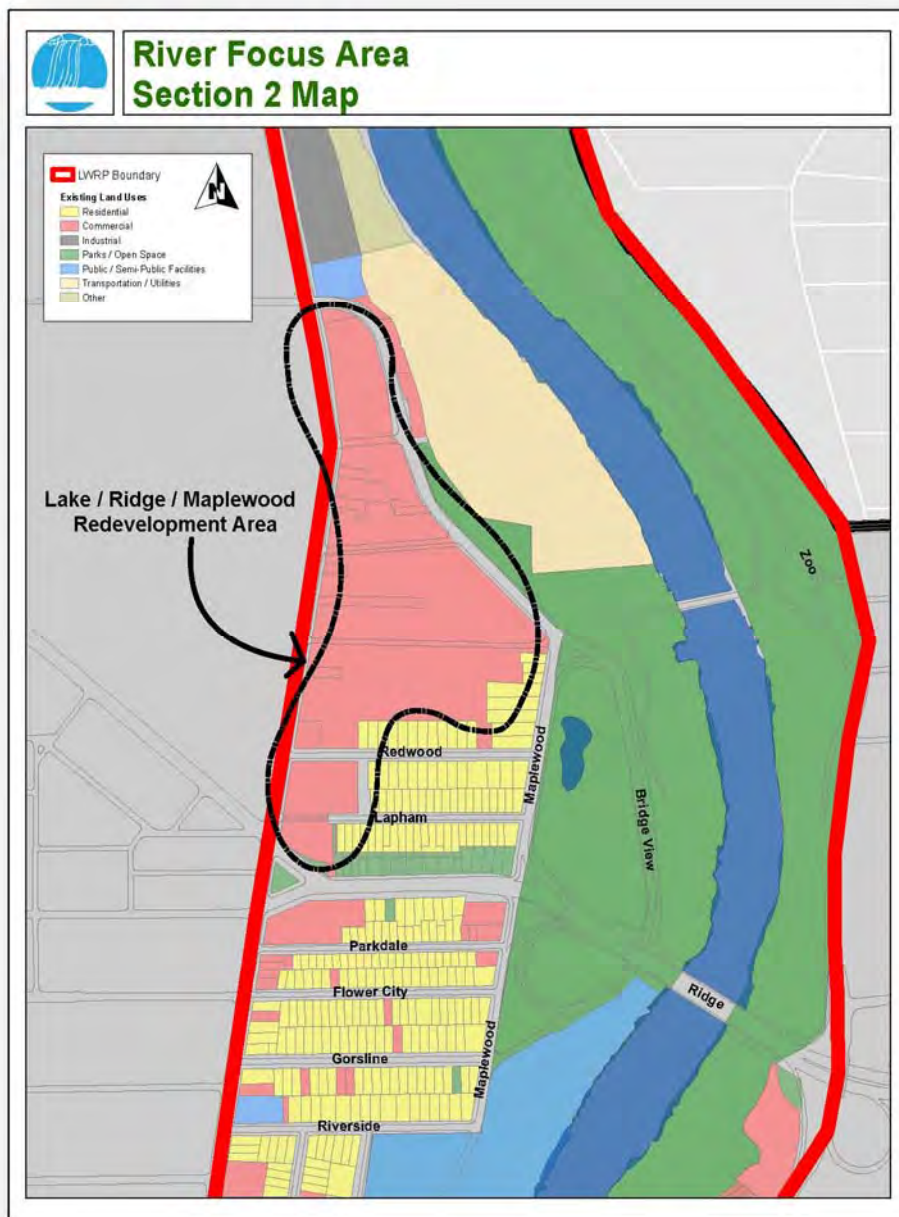 River Focus Area
Section 2 Map
LWRP Boundary
N
Existing Land Uses
Residential
Commercial
Industrial
Parks / Open Space
Public / Semi-Public Facilities
Transportation / Utilities
Other
Lake / Ridge / Maplewood
Redevelopment Area
Zoo
Redwood
Maplewood
Lapham
Bridge View
Parkdale
Flower City
Ridge
Gorsline
Maplewood
Riverside